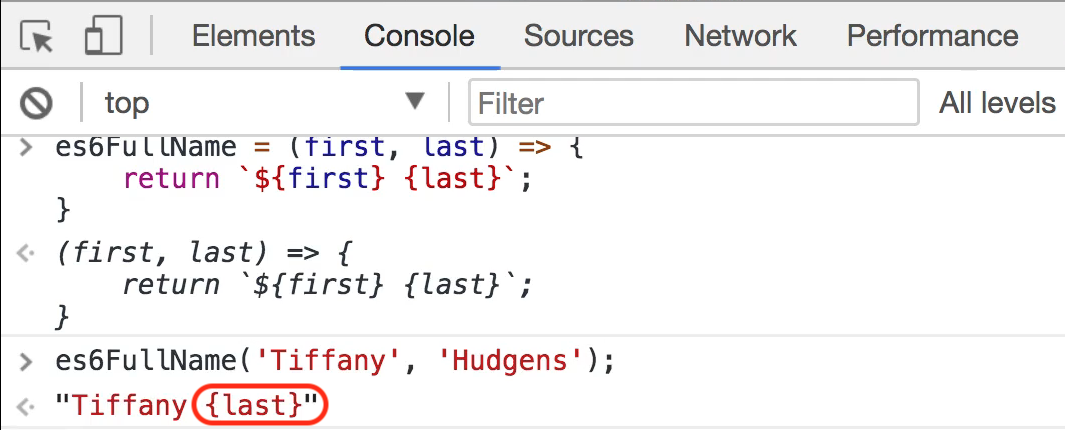 Elements Console Sources Network Performance
top Filter All levels
> es6FullName = (first, last) => {
return `${first} {last}`;
}
(first, last) => {
return `${first} {last}`;
}
> es6FullName('Tiffany', 'Hudgens');
"Tiffany {last}"